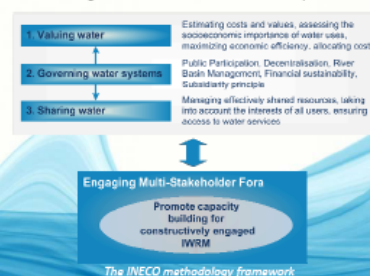 1. Valuing water
Estimating costs and values, assessing the
socioeconomic importance of water uses,
maximizing economic efficiency, allocating cost
2. Governing water systems
Public Participation, Decentralisation, River
Basin Management, Financial sustainability,
Subsidiarity principle
3. Sharing water
Managing effectively shared resources, taking
into account the interests of all users, ensuring
access to water services
Engaging Multi-Stakeholder Fora
Promote capacity
building for
constructively engaged
IWRM
The INECO methodology framework